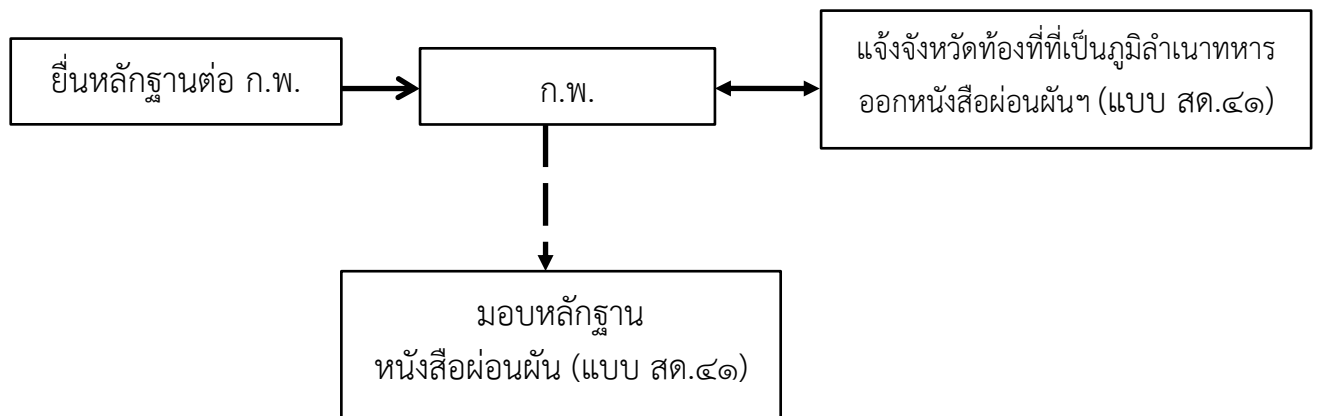 ยื่นหลักฐานต่อ ก.พ.
ก.พ.
แจ้งจังหวัดท้องที่ที่เป็นภูมิลำเนาทหาร
ออกหนังสือผ่อนผันฯ (แบบ สด.๔๑)
มอบหลักฐาน
หนังสือผ่อนผัน (แบบ สด.๔๑)